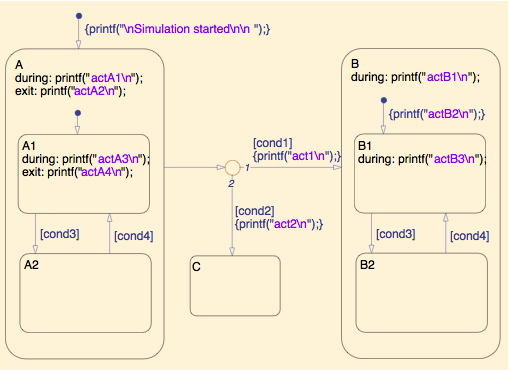 {printf("\nSimulation started\n\n ");}
A
during: printf("actA1\n");
exit: printf("actA2\n");
A1
during: printf("actA3\n");
exit: printf("actA4\n");
[cond3]
[cond4]
A2
1
2
[cond1]
{printf("act1\n");}
[cond2]
{printf("act2\n");}
C
B
during: printf("actB1\n");
{printf("actB2\n");}
B1
during: printf("actB3\n");
[cond3]
[cond4]
B2